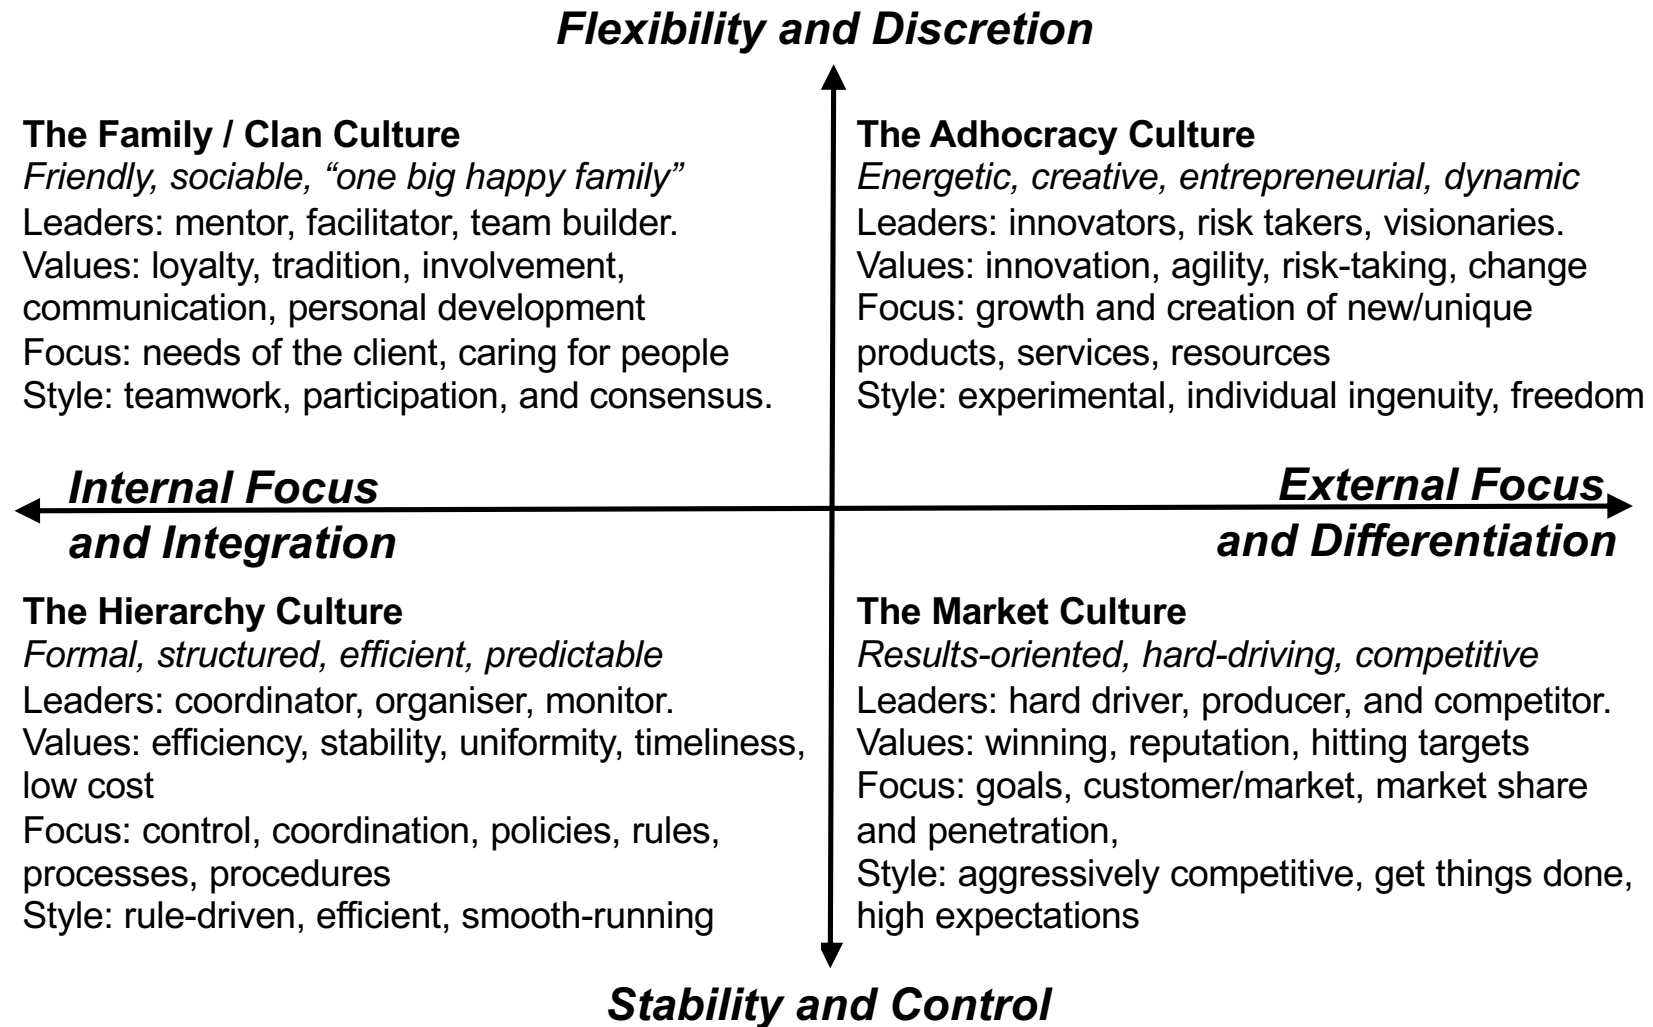 Flexibility and Discretion
The Family / Clan Culture
Friendly, sociable, “one big happy family”
Leaders: mentor, facilitator, team builder.
Values: loyalty, tradition, involvement,
communication, personal development
Focus: needs of the client, caring for people
Style: teamwork, participation, and consensus.
The Adhocracy Culture
Energetic, creative, entrepreneurial, dynamic
Leaders: innovators, risk takers, visionaries.
Values: innovation, agility, risk-taking, change
Focus: growth and creation of new/unique
products, services, resources
Style: experimental, individual ingenuity, freedom
Internal Focus
and Integration
External Focus
and Differentiation
The Hierarchy Culture
Formal, structured, efficient, predictable
Leaders: coordinator, organiser, monitor.
Values: efficiency, stability, uniformity, timeliness,
low cost
Focus: control, coordination, policies, rules,
processes, procedures
Style: rule-driven, efficient, smooth-running
The Market Culture
Results-oriented, hard-driving, competitive
Leaders: hard driver, producer, and competitor.
Values: winning, reputation, hitting targets
Focus: goals, customer/market, market share
and penetration,
Style: aggressively competitive, get things done,
high expectations
Stability and Control